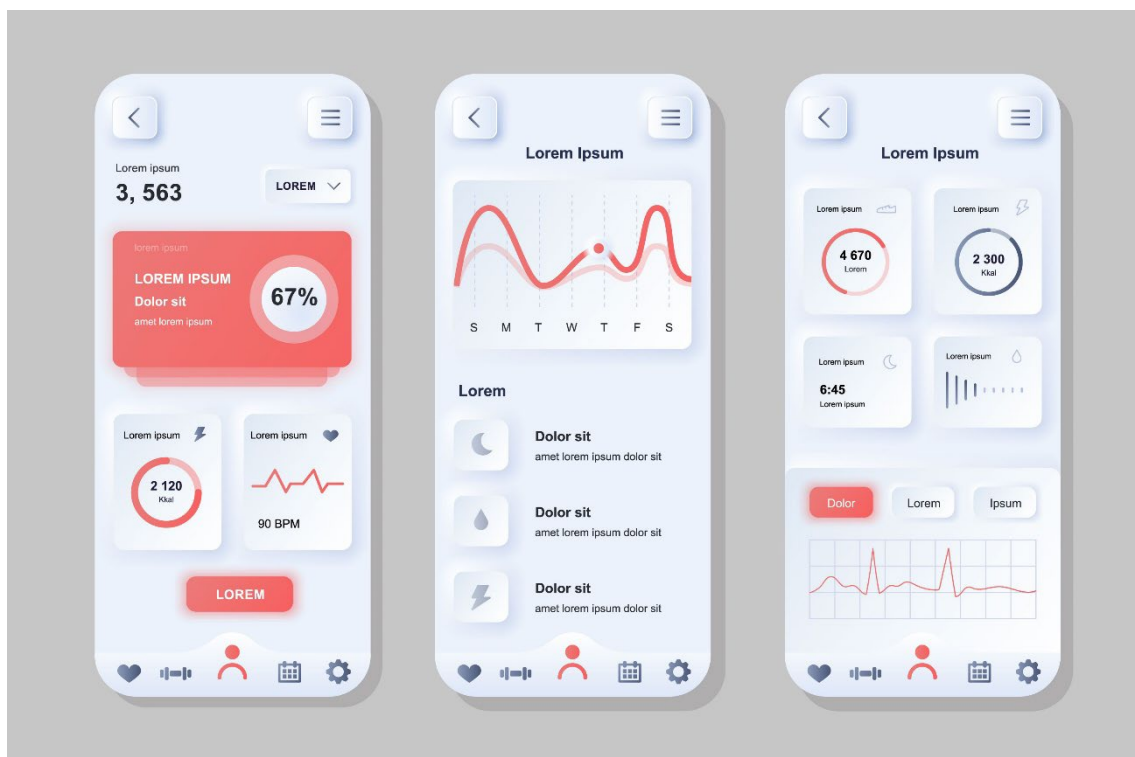 Lorem ipsum
3, 563
LOREM
lorem ipsum
LOREM IPSUM
Dolor sit
amet lorem ipsum
67%
Lorem ipsum
2 120
Kkal
Lorem ipsum
90 BPM
LOREM
Lorem Ipsum
S M T W T F S
Lorem
Dolor sit
amet lorem ipsum dolor sit
Dolor sit
amet lorem ipsum dolor sit
Dolor sit
amet lorem ipsum dolor sit
Lorem Ipsum
Lorem ipsum
4 670
Lorem
Lorem ipsum
2 300
Kkal
Lorem ipsum
6:45
Lorem ipsum
Lorem ipsum
Dolor Lorem Ipsum